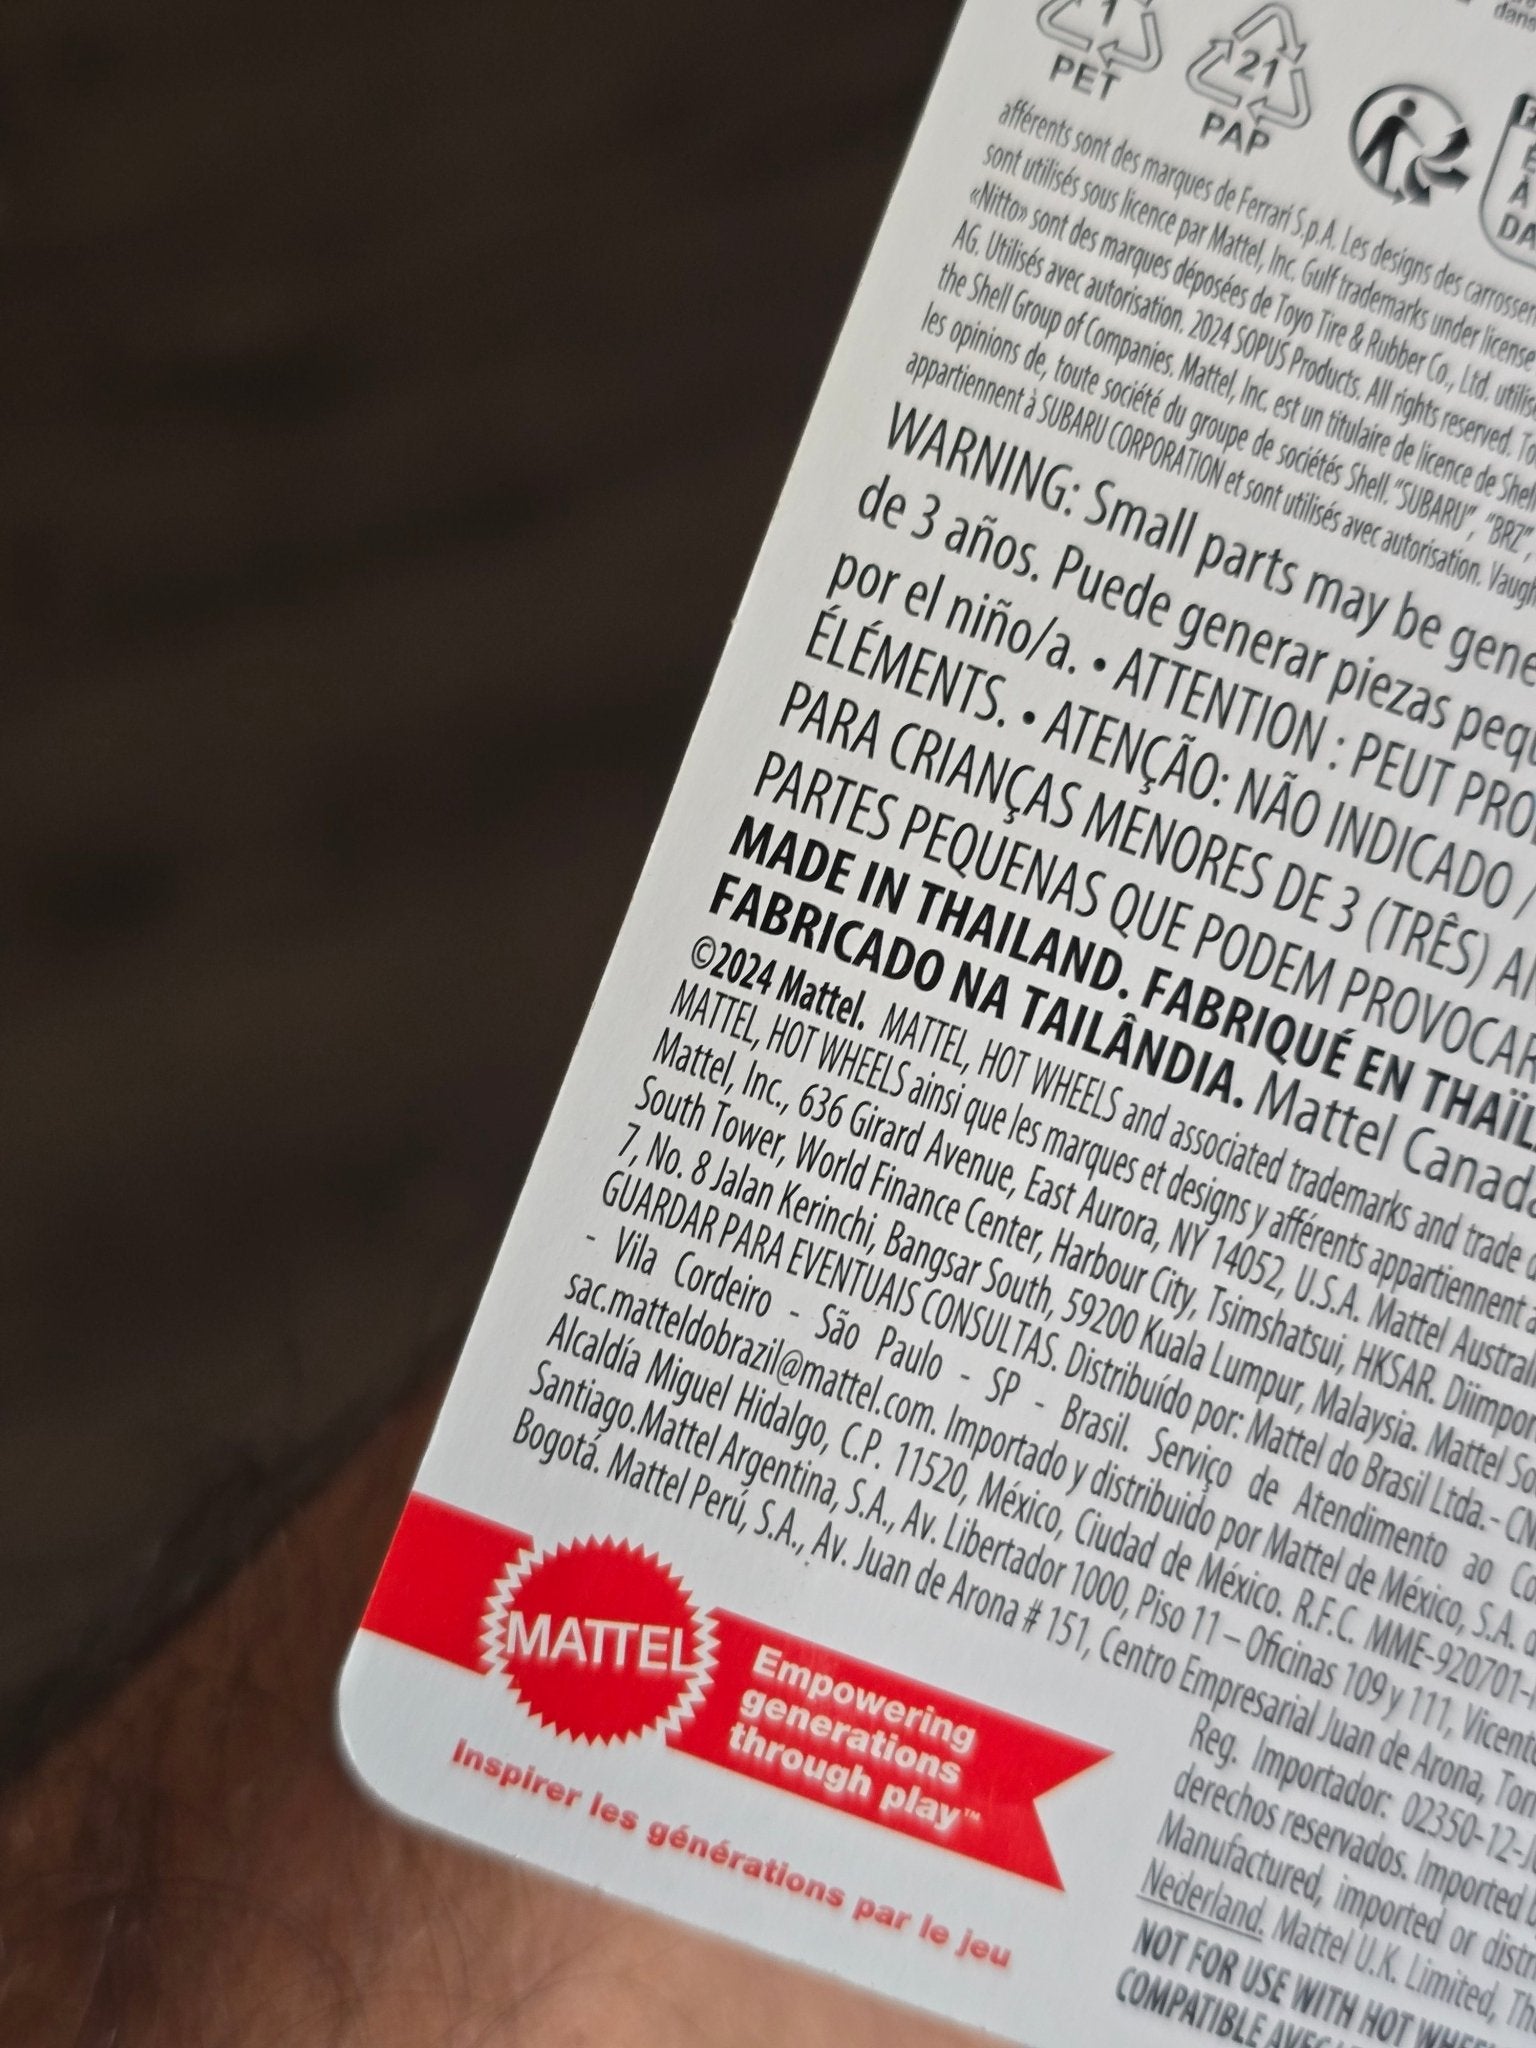 1
PET
21
PAP
dans
afférents sont des marques de Ferrari S.p.A. Les designs des
sont utilisés sous licence par Mattel, Inc. Gulf trademarks under license
«Nitto» sont des marques déposées de Toyo Tire & Rubber Co., Ltd.
AG. Utilisés avec autorisation. 2024 SOPUS Products. All rights reserved.
the Shell Group of Companies. Mattel, Inc. est un titulaire de licence de
les opinions de, toute société du groupe de sociétés Shell. "SUBARU", "BRZ",
appartiennent à SUBARU CORPORATION et sont utilisés avec autorisation.
WARNING: Small parts may be
de 3 años. Puede generar piezas
por el niño/a. • ATTENTION : PEUT
ÉLÉMENTS. • ATENÇÃO: NÃO INDICADO /
PARA CRIANÇAS MENORES DE 3 (TRÊS)
PARTES PEQUENAS QUE PODEM PROVOCAR
MADE IN THAILAND. FABRIQUÉ EN
FABRICADO NA TAILÂNDIA. Mattel
©2024 Mattel. MATTEL, HOT WHEELS and associated trademarks and trade
MATTEL, HOT WHEELS ainsi que les marques et designs y afférents appartiennent à
Mattel, Inc., 636 Girard Avenue, East Aurora, NY 14052, U.S.A. Mattel
South Tower, World Finance Center, Harbour City, Tsimshatsui, HKSAR.
7, No. 8 Jalan Kerinchi, Bangsar South, 59200 Kuala Lumpur, Malaysia. Mattel
GUARDAR PARA EVENTUAIS CONSULTAS. Distribuído por: Mattel do Brasil Ltda. -
- Vila Cordeiro - São Paulo - SP - Brasil. Serviço de Atendimento ao
sac.matteldobrazil@mattel.com. Importado y distribuido por Mattel de México, S.A.
Alcaldía Miguel Hidalgo, C.P. 11520, México, Ciudad de México. R.F.C. MME-920701-
Santiago.Mattel Argentina, S.A., Av. Libertador 1000, Piso 11 – Oficinas 109 y 111,
Bogotá. Mattel Perú, S.A., Av. Juan de Arona # 151, Centro Empresarial Juan de Arona,
Reg. Importador: 02350-12-
derechos reservados. Imported
Manufactured, imported or
Nederland. Mattel U.K. Limited,
NOT FOR USE WITH HOT
COMPATIBLE AVEC
MATTEL
Empowering
generations
through play™
Inspirer les générations par le jeu